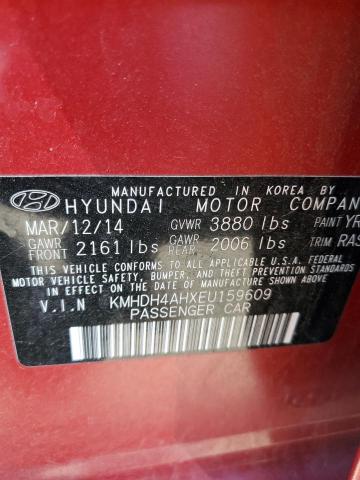 MANUFACTURED IN KOREA BY
HYUNDAI MOTOR COMPAN
MAR/12/14 GVWR 3880 lbs PAINT YR
GAWR FRONT 2161 lbs GAWR REAR 2006 lbs TRIM RAS
THIS VEHICLE CONFORMS TO ALL APPLICABLE U.S.A. FEDERAL
MOTOR VEHICLE SAFETY, BUMPER, AND THEFT PREVENTION STANDARDS
IN EFFECT ON THE DATE OF MANUFACTURE SHOWN ABOVE.
V.I.N KMHDH4AHXEU159609
PASSENGER CAR